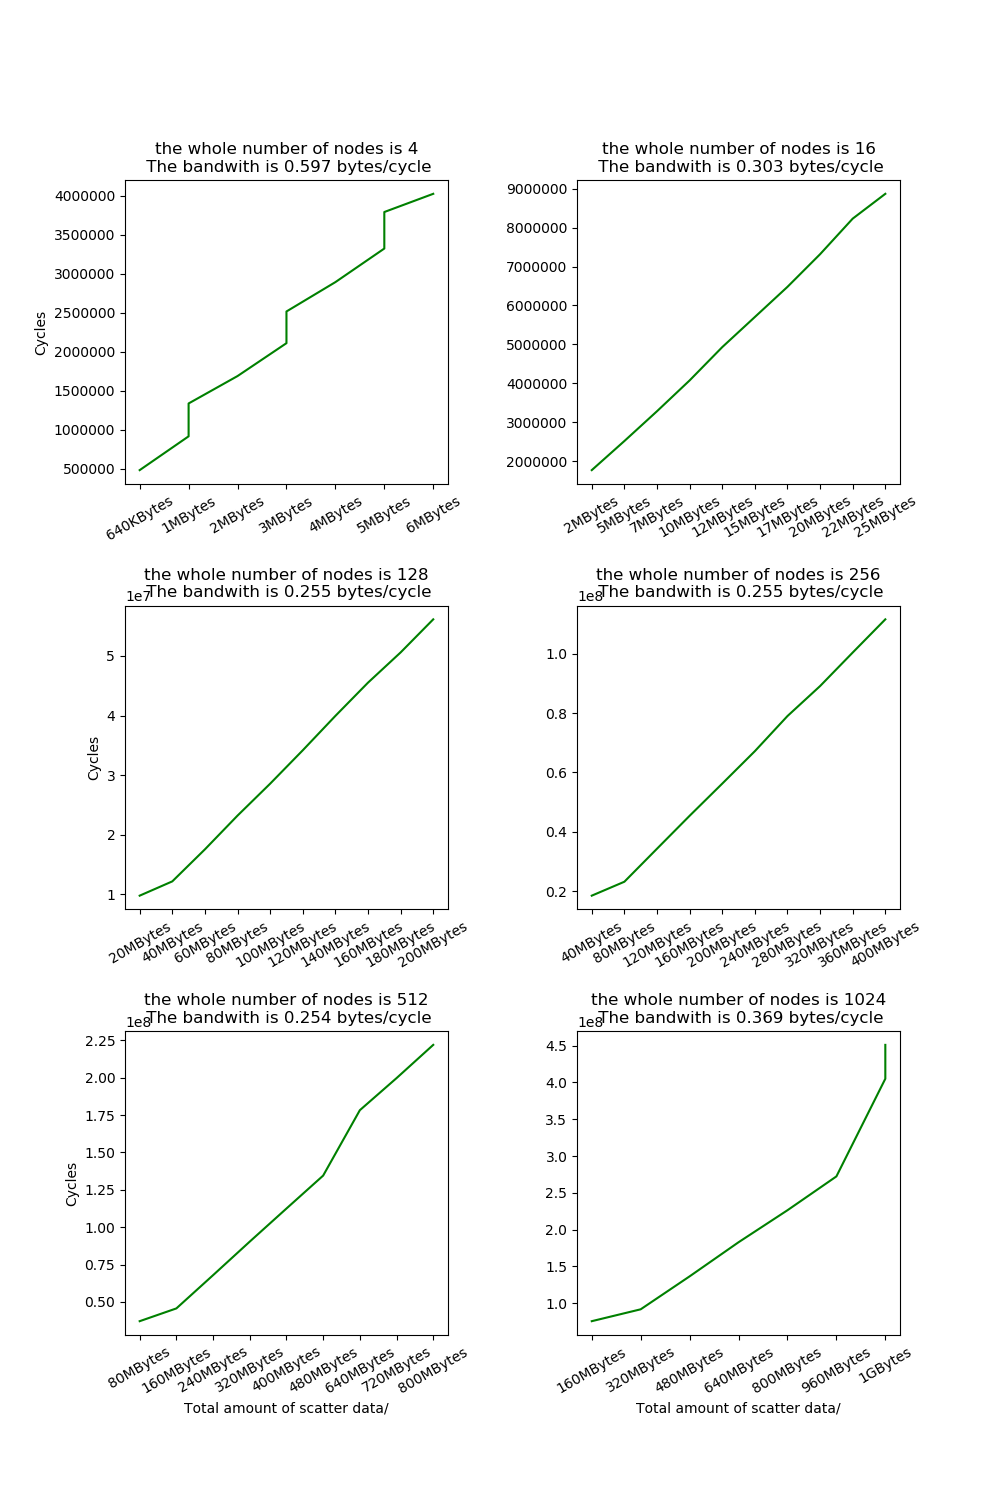 the whole number of nodes is 4
The bandwith is 0.597 bytes/cycle
4000000
3500000
3000000
2500000
2000000
1500000
1000000
500000
Cycles
640KBytes
1MBytes
2MBytes
3MBytes
4MBytes
5MBytes
6MBytes
the whole number of nodes is 16
The bandwith is 0.303 bytes/cycle
9000000
8000000
7000000
6000000
5000000
4000000
3000000
2000000
2MBytes
5MBytes
7MBytes
10MBytes
12MBytes
15MBytes
17MBytes
20MBytes
22MBytes
25MBytes
the whole number of nodes is 128
The bandwith is 0.255 bytes/cycle
1e7
5
4
3
2
1
Cycles
20MBytes
40MBytes
60MBytes
80MBytes
100MBytes
120MBytes
140MBytes
160MBytes
180MBytes
200MBytes
the whole number of nodes is 256
The bandwith is 0.255 bytes/cycle
1e8
1.0
0.8
0.6
0.4
0.2
40MBytes
80MBytes
120MBytes
160MBytes
200MBytes
240MBytes
280MBytes
320MBytes
360MBytes
400MBytes
the whole number of nodes is 512
The bandwith is 0.254 bytes/cycle
1e8
2.25
2.00
1.75
1.50
1.25
1.00
0.75
0.50
Cycles
80MBytes
160MBytes
240MBytes
320MBytes
400MBytes
480MBytes
640MBytes
720MBytes
800MBytes
Total amount of scatter data/
the whole number of nodes is 1024
The bandwith is 0.369 bytes/cycle
1e8
4.5
4.0
3.5
3.0
2.5
2.0
1.5
1.0
160MBytes
320MBytes
480MBytes
640MBytes
800MBytes
960MBytes
1GBytes
Total amount of scatter data/